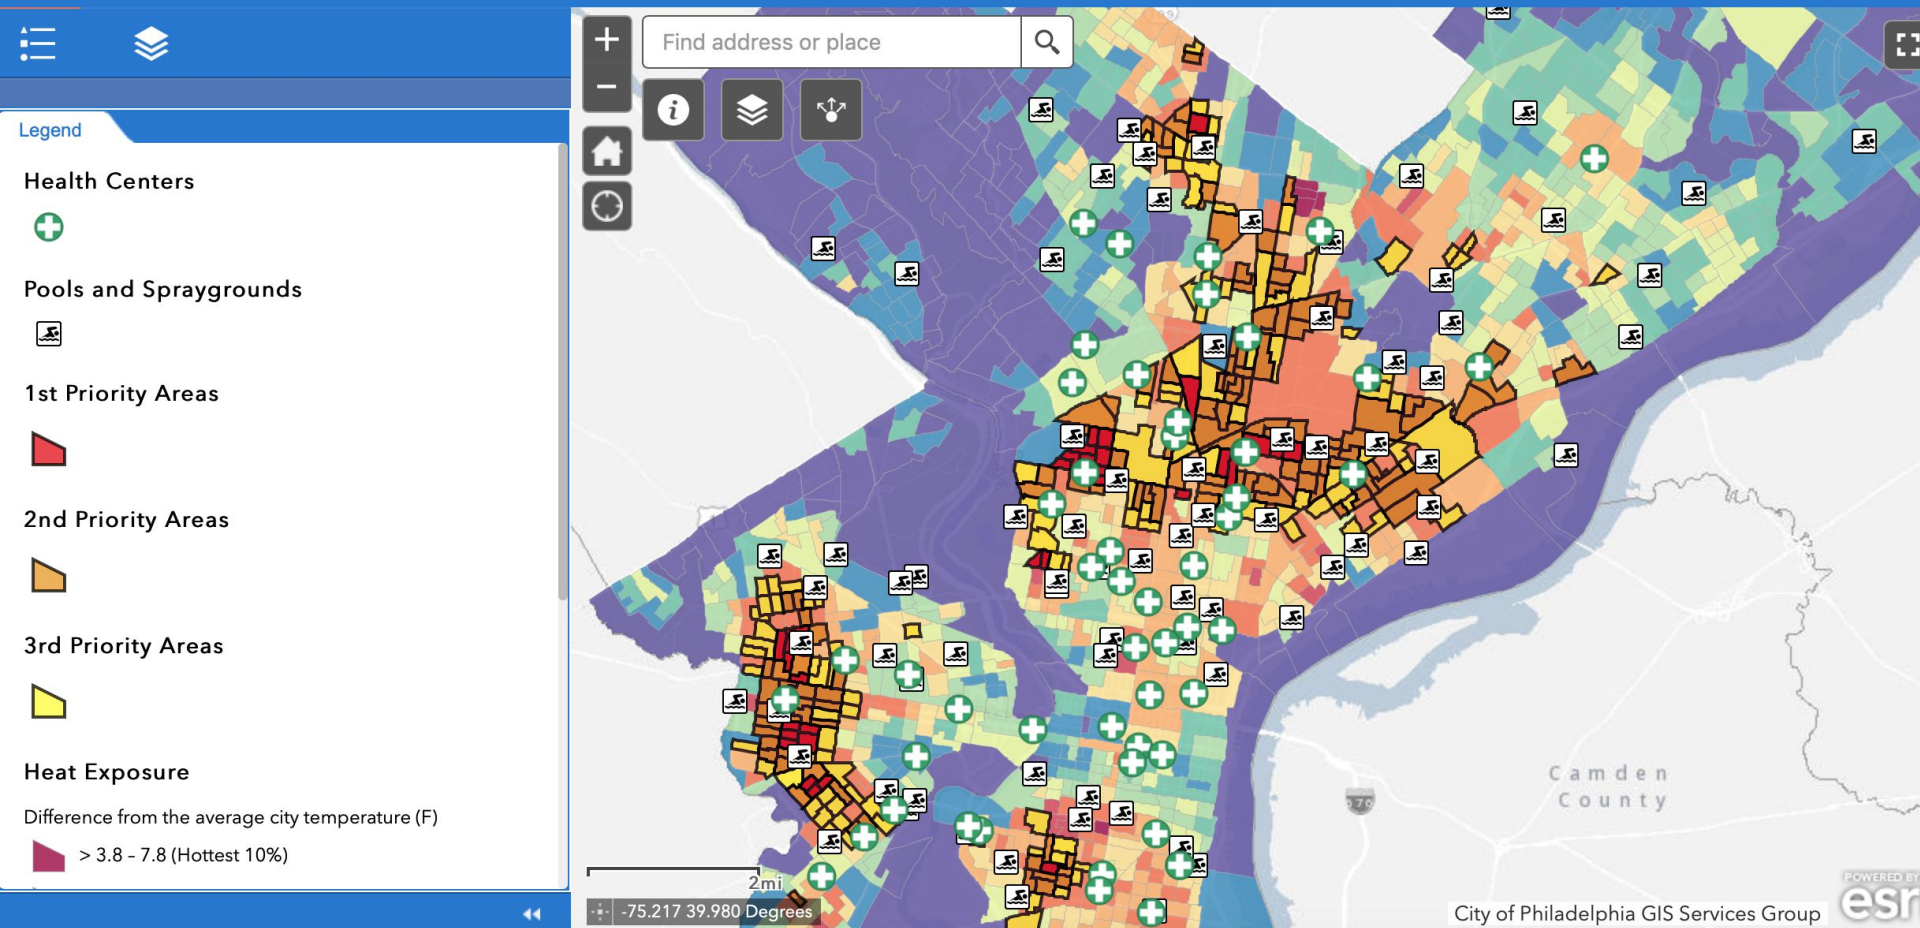 Find address or place
Legend
Health Centers
Pools and Spraygrounds
1st Priority Areas
2nd Priority Areas
3rd Priority Areas
Heat Exposure
Difference from the average city temperature (F)
> 3.8 – 7.8 (Hottest 10%)
Camden
County
2mi
-75.217 39.980 Degrees
POWERED BY
esri
City of Philadelphia GIS Services Group